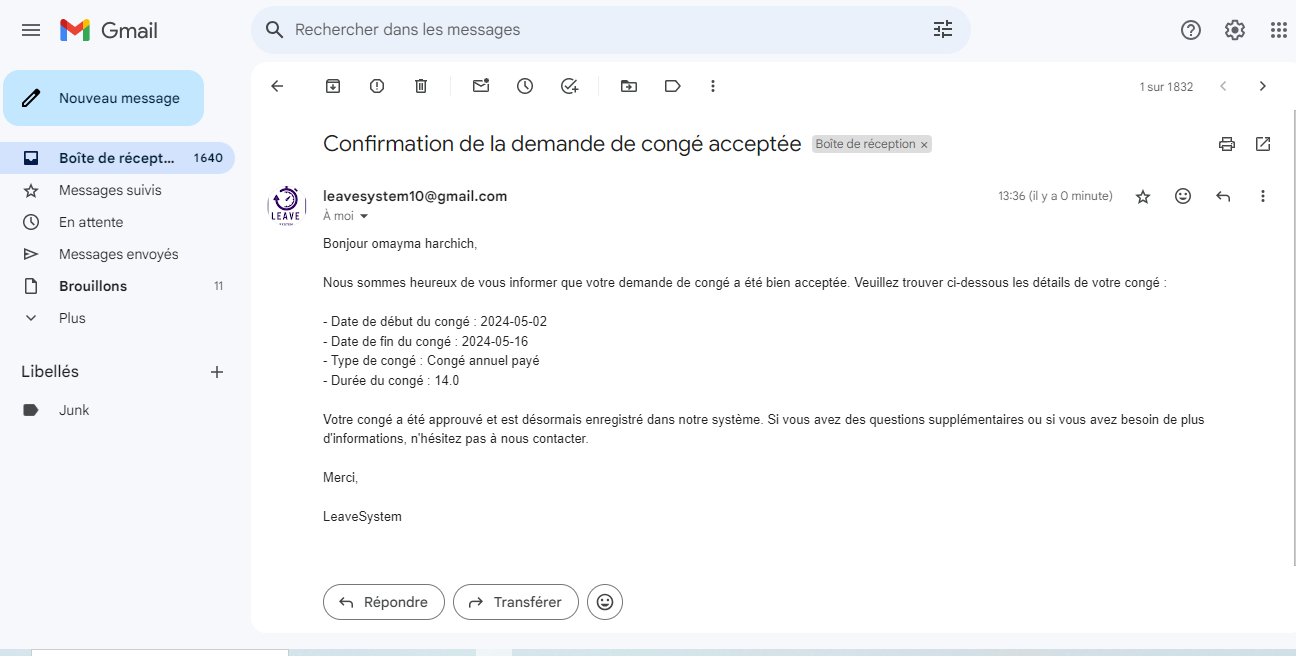 Gmail
Rechercher dans les messages
Nouveau message
1 sur 1832
Boîte de récept... 1640
Messages suivis
En attente
Messages envoyés
Brouillons 11
Plus
Libellés
Junk
Confirmation de la demande de congé acceptée Boîte de réception ×
LEAVE
SYSTEM
leavesystem10@gmail.com 13:36 (il y a 0 minute)
À moi
Bonjour omayma harchich,
Nous sommes heureux de vous informer que votre demande de congé a été bien acceptée. Veuillez trouver ci-dessous les détails de votre congé :
- Date de début du congé : 2024-05-02
- Date de fin du congé : 2024-05-16
- Type de congé : Congé annuel payé
- Durée du congé : 14.0
Votre congé a été approuvé et est désormais enregistré dans notre système. Si vous avez des questions supplémentaires ou si vous avez besoin de plus
d'informations, n'hésitez pas à nous contacter.
Merci,
LeaveSystem
Répondre
Transférer